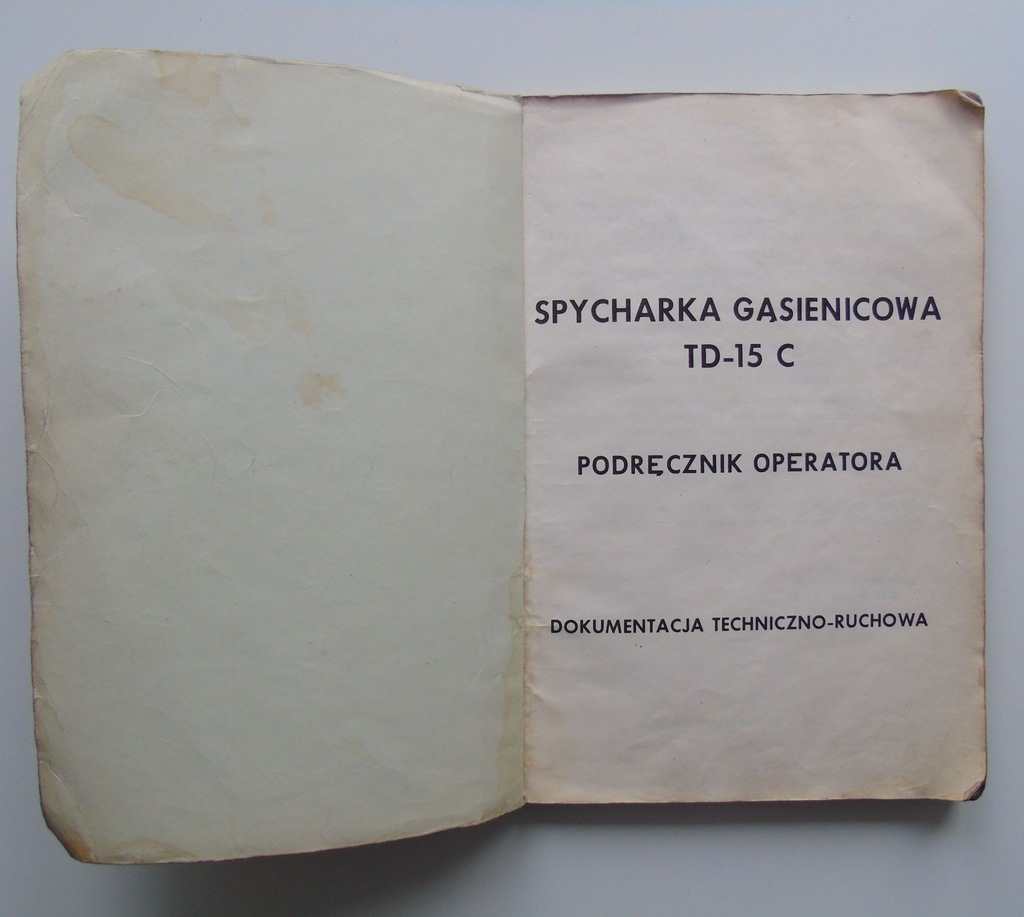 SPYCHARKA GĄSIENICOWA
TD-15 C
PODRĘCZNIK OPERATORA
DOKUMENTACJA TECHNICZNO-RUCHOWA